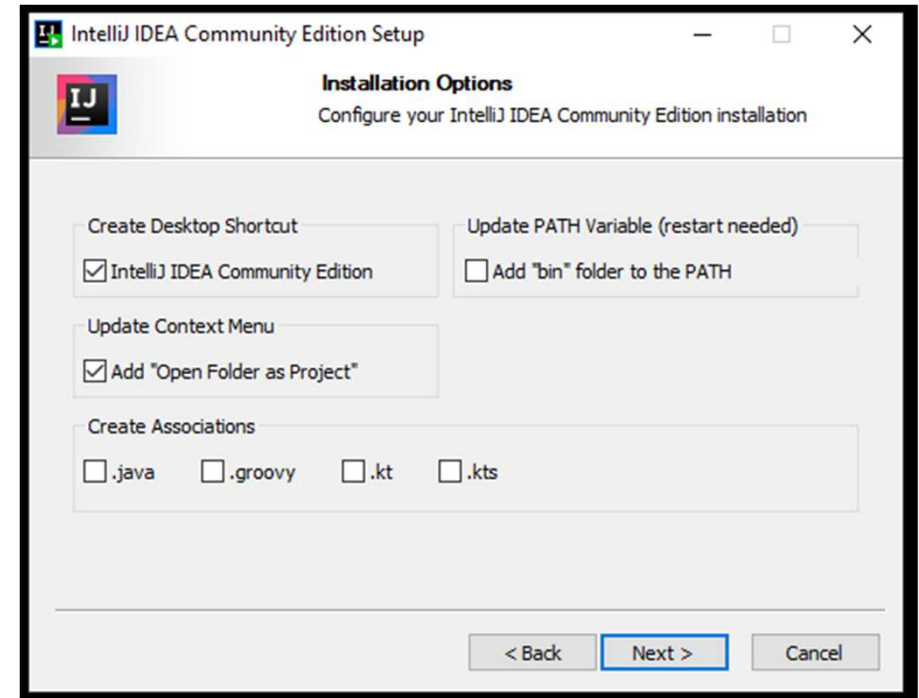 IntelliJ IDEA Community Edition Setup
IJ
Installation Options
Configure your IntelliJ IDEA Community Edition installation
Create Desktop Shortcut
IntelliJ IDEA Community Edition
Update PATH Variable (restart needed)
Add "bin" folder to the PATH
Update Context Menu
Add "Open Folder as Project"
Create Associations
.java .groovy .kt .kts
< Back Next > Cancel